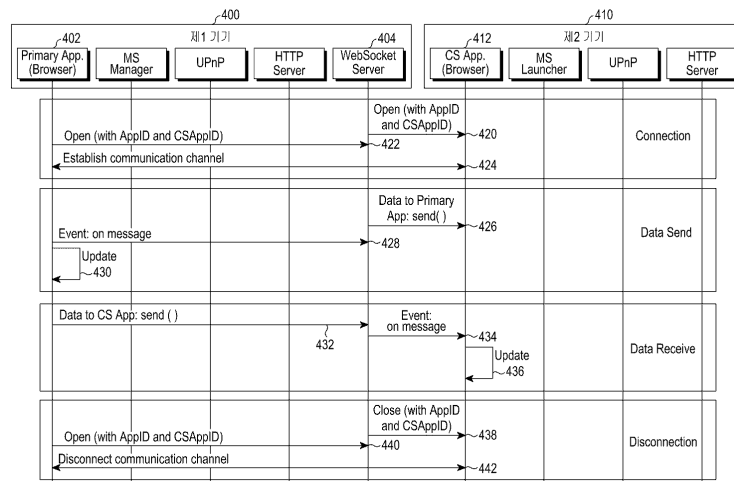 400
410
402
제1 기기
404
412
제2 기기
Primary App.
(Browser)
MS
Manager
UPnP
HTTP
Server
WebSocket
Server
CS App.
(Browser)
MS
Launcher
UPnP
HTTP
Server
Open (with AppID
and CSAppID)
420
Open (with AppID and CSAppID)
422
Connection
Establish communication channel
424
Data to Primary
App: send( )
426
Event: on message
428
Data Send
Update
430
Data to CS App: send ( )
432
Event:
on message
434
Update
436
Data Receive
Close (with AppID
and CSAppID)
438
Open (with AppID and CSAppID)
440
Disconnection
Disconnect communication channel
442